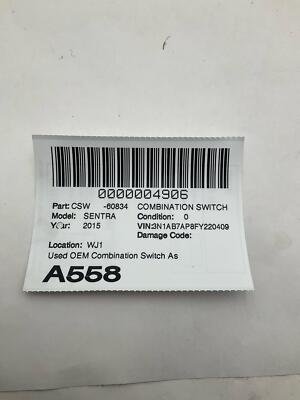 0000004906
Part: CSW -60834 COMBINATION SWITCH
Model: SENTRA Condition: 0
Year: 2015 VIN:3N1AB7AP8FY220409
Damage Code:
Location: WJ1
Used OEM Combination Switch As
A558